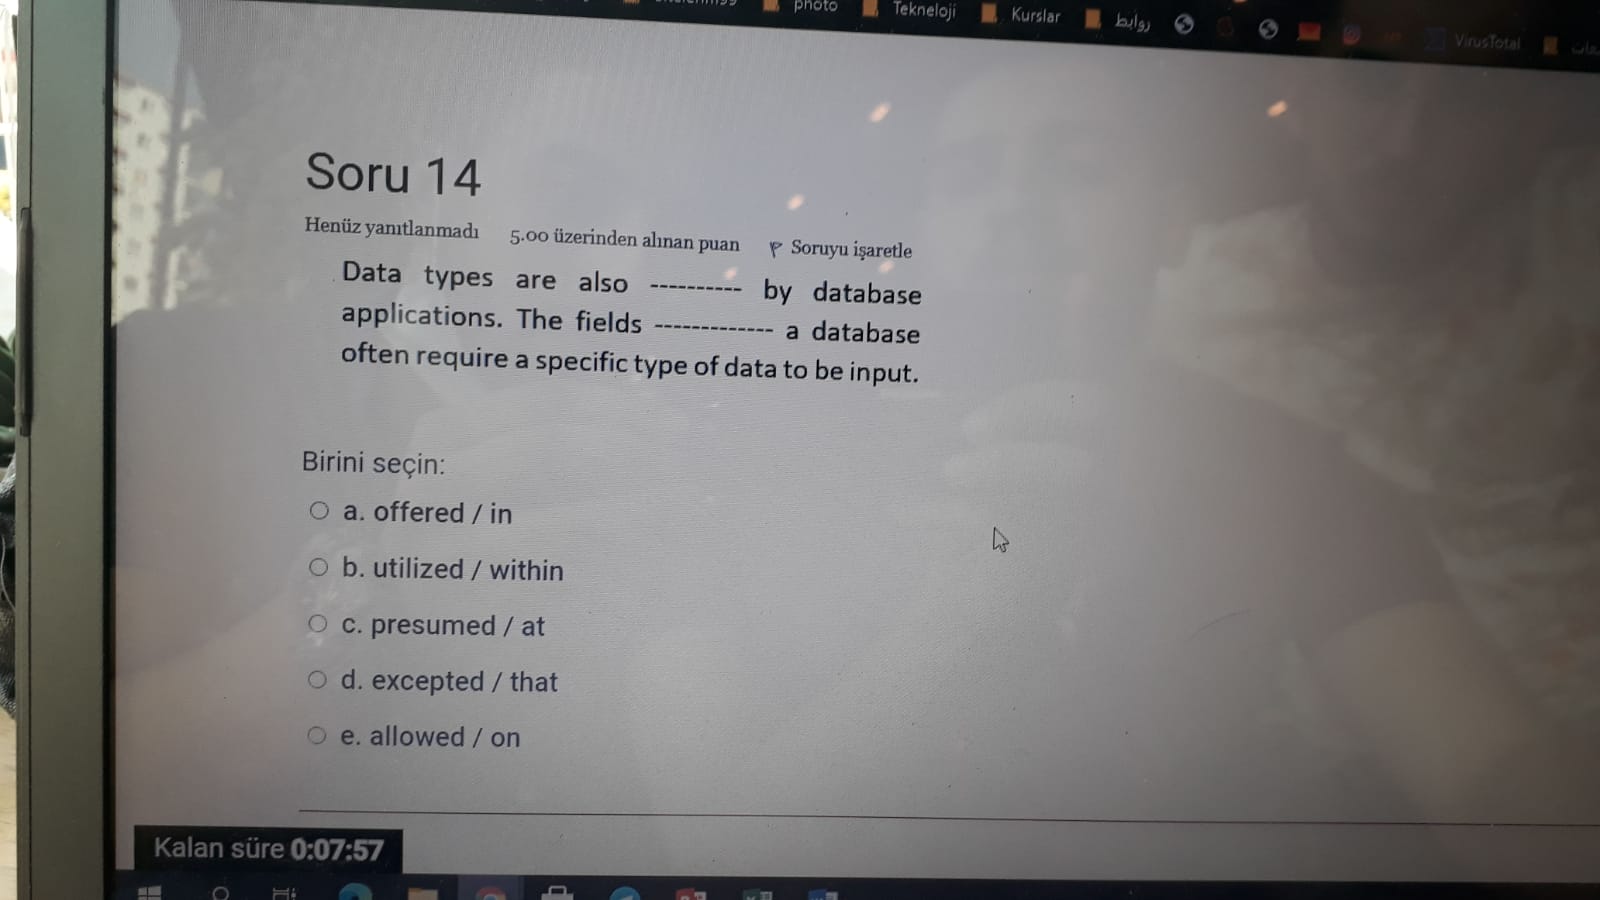 photo
Tekneloji
Kurslar
روابط
VirusTotal
Soru 14
Henüz yanıtlanmadı 5.00 üzerinden alınan puan Soruyu işaretle
Data types are also ---------- by database
applications. The fields ------------- a database
often require a specific type of data to be input.
Birini seçin:
a. offered / in
b. utilized / within
c. presumed / at
d. excepted / that
e. allowed / on
Kalan süre 0:07:57